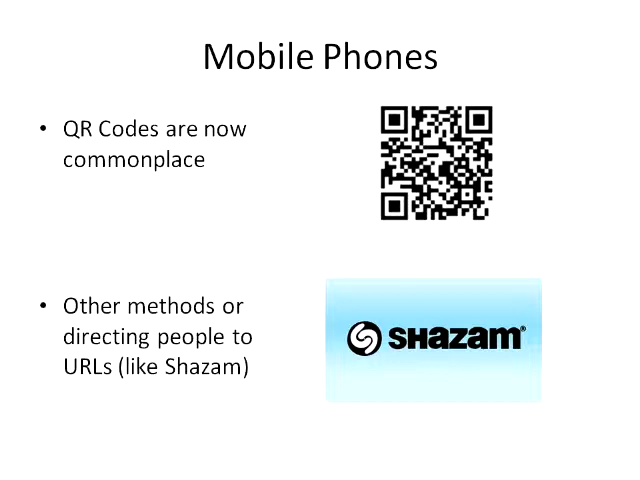 Mobile Phones
• QR Codes are now
commonplace
• Other methods or
directing people to
URLs (like Shazam)
SHAZAM®